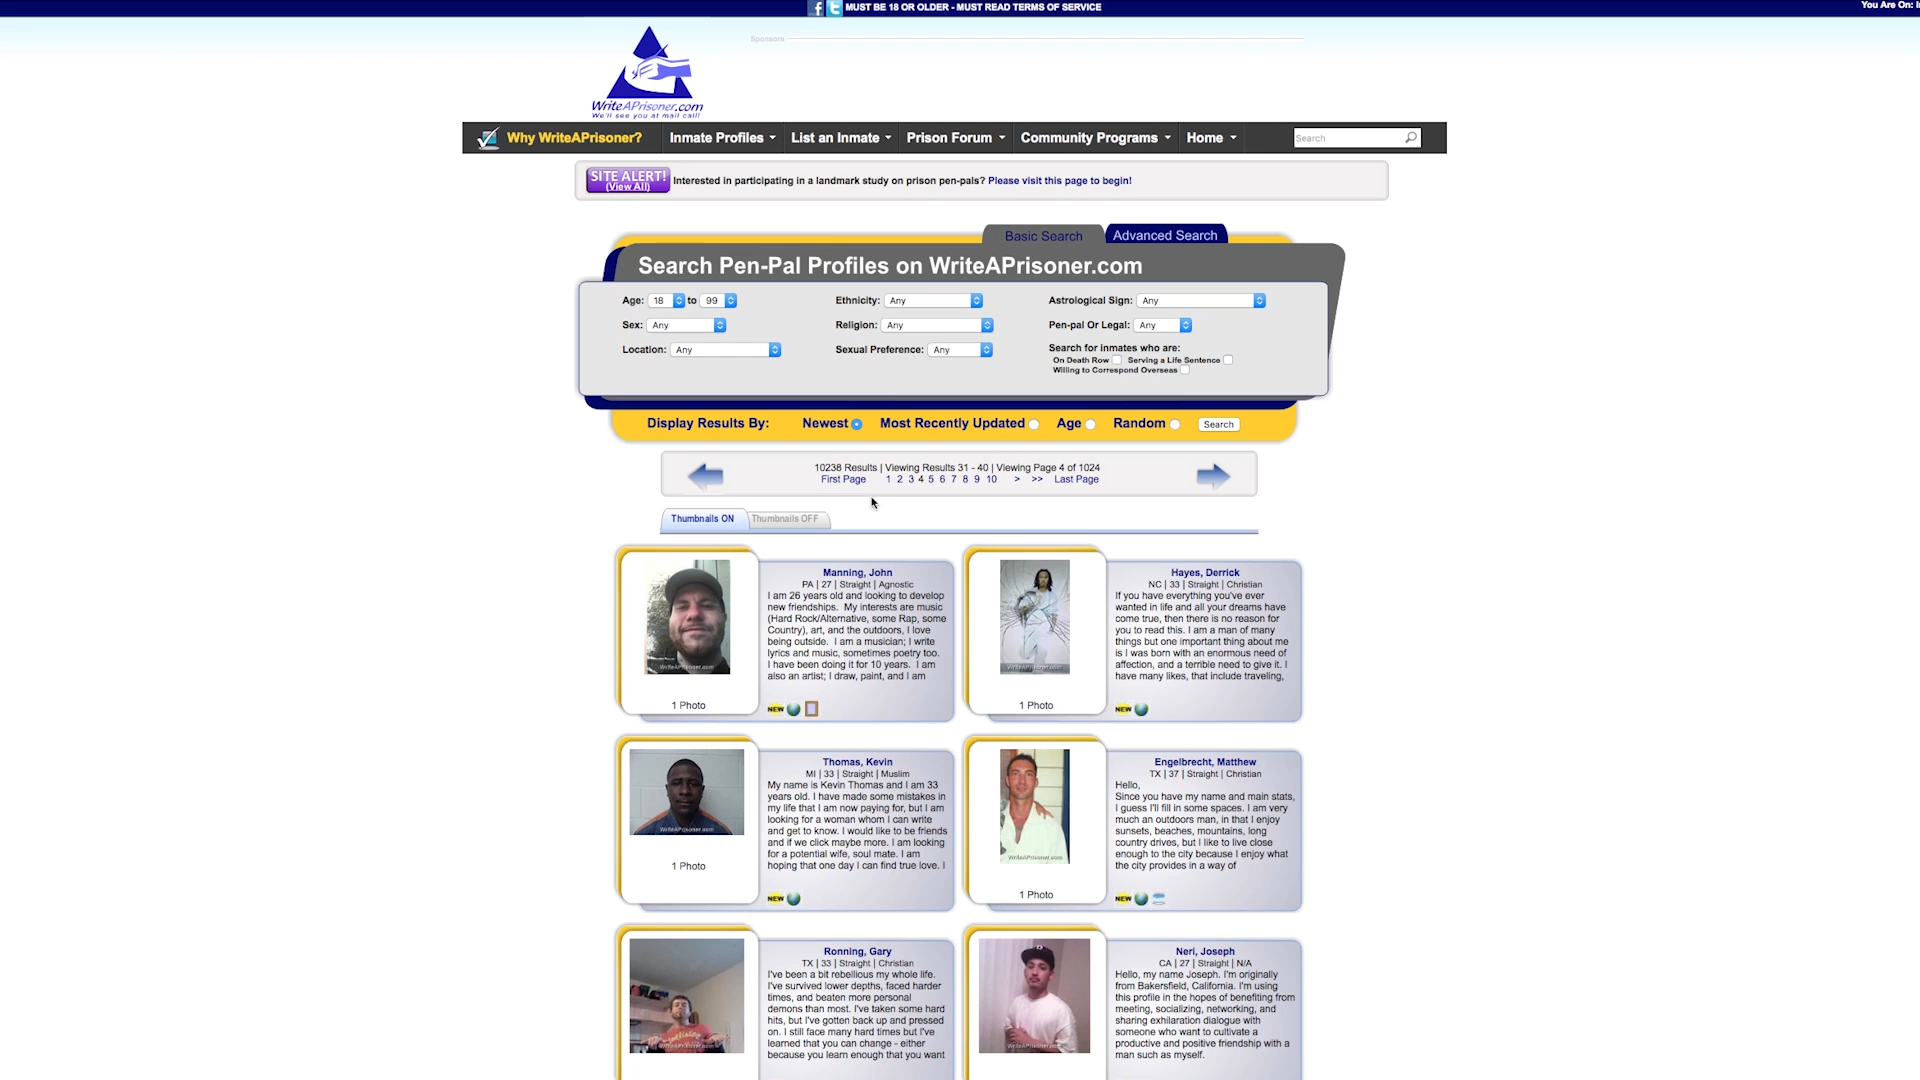 MUST BE 18 OR OLDER - MUST READ TERMS OF SERVICE
You Are On: I
Sponsors
WriteAPrisoner.com
We'll see you at mail call!
Why WriteAPrisoner?
Inmate Profiles
List an Inmate
Prison Forum
Community Programs
Home
Search
SITE ALERT!
(View All)
Interested in participating in a landmark study on prison pen-pals? Please visit this page to begin!
Basic Search
Advanced Search
Search Pen-Pal Profiles on WriteAPrisoner.com
Age: 18 to 99
Ethnicity: Any
Astrological Sign: Any
Sex: Any
Religion: Any
Pen-pal Or Legal: Any
Location: Any
Sexual Preference: Any
Search for inmates who are:
On Death Row Serving a Life Sentence
Willing to Correspond Overseas
Display Results By: Newest Most Recently Updated Age Random Search
10238 Results | Viewing Results 31 - 40 | Viewing Page 4 of 1024
First Page 1 2 3 4 5 6 7 8 9 10 > >> Last Page
Thumbnails ON
Thumbnails OFF
WriteAPrisoner.com
1 Photo
Manning, John
PA | 27 | Straight | Agnostic
I am 26 years old and looking to develop
new friendships. My interests are music
(Hard Rock/Alternative, some Rap, some
Country), art, and the outdoors, I love
being outside. I am a musician; I write
lyrics and music, sometimes poetry too.
I have been doing it for 10 years. I am
also an artist; I draw, paint, and I am
NEW
WriteAPrisoner.com
1 Photo
Hayes, Derrick
NC | 33 | Straight | Christian
If you have everything you've ever
wanted in life and all your dreams have
come true, then there is no reason for
you to read this. I am a man of many
things but one important thing about me
is I was born with an enormous need of
affection, and a terrible need to give it. I
have many likes, that include traveling,
NEW
WriteAPrisoner.com
1 Photo
Thomas, Kevin
MI | 33 | Straight | Muslim
My name is Kevin Thomas and I am 33
years old. I have made some mistakes in
my life that I am now paying for, but I am
looking for a woman whom I can write
and get to know. I would like to be friends
and if we click maybe more. I am looking
for a potential wife, soul mate. I am
hoping that one day I can find true love. I
NEW
WriteAPrisoner.com
1 Photo
Engelbrecht, Matthew
TX | 37 | Straight | Christian
Hello,
Since you have my name and main stats,
I guess I'll fill in some spaces. I am very
much an outdoors man, in that I enjoy
sunsets, beaches, mountains, long
country drives, but I like to live close
enough to the city because I enjoy what
the city provides in a way of
NEW
WriteAPrisoner.com
Ronning, Gary
TX | 33 | Straight | Christian
I've been a bit rebellious my whole life.
I've survived lower depths, faced harder
times, and beaten more personal
demons than most. I've taken some hard
hits, but I've gotten back up and pressed
on. I still face many hard times but I've
learned that you can change - either
because you learn enough that you want
WriteAPrisoner.com
Neri, Joseph
CA | 27 | Straight | N/A
Hello, my name Joseph. I'm originally
from Bakersfield, California. I'm using
this profile in the hopes of benefiting from
meeting, socializing, networking, and
sharing exhilaration dialogue with
someone who want to cultivate a
productive and positive friendship with a
man such as myself.